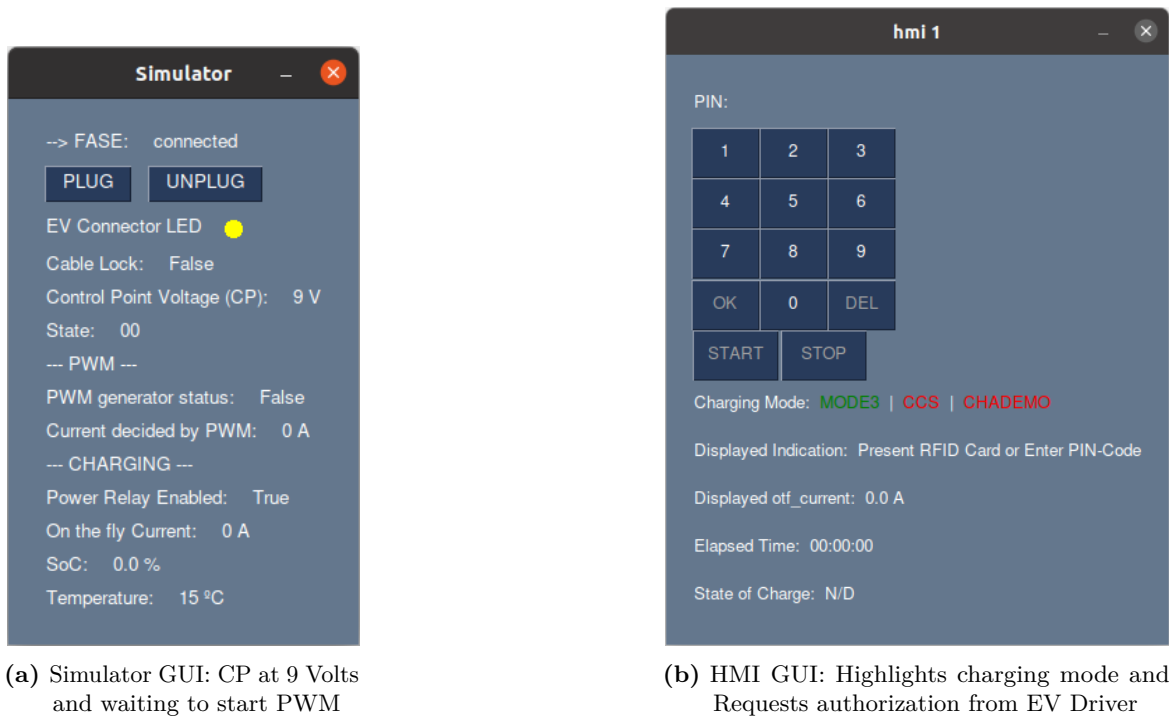 Simulator
--> FASE: connected
PLUG UNPLUG
EV Connector LED
Cable Lock: False
Control Point Voltage (CP): 9 V
State: 00
--- PWM ---
PWM generator status: False
Current decided by PWM: 0 A
--- CHARGING ---
Power Relay Enabled: True
On the fly Current: 0 A
SoC: 0.0 %
Temperature: 15 ºC
(a) Simulator GUI: CP at 9 Volts
and waiting to start PWM
hmi 1
PIN:
1 2 3
4 5 6
7 8 9
OK 0 DEL
START STOP
Charging Mode: MODE3 | CCS | CHADEMO
Displayed Indication: Present RFID Card or Enter PIN-Code
Displayed otf_current: 0.0 A
Elapsed Time: 00:00:00
State of Charge: N/D
(b) HMI GUI: Highlights charging mode and
Requests authorization from EV Driver